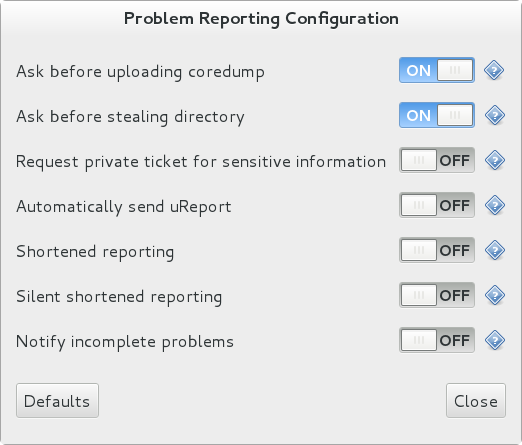 Problem Reporting Configuration
Ask before uploading coredump ON ?
Ask before stealing directory ON ?
Request private ticket for sensitive information OFF ?
Automatically send uReport OFF ?
Shortened reporting OFF ?
Silent shortened reporting OFF ?
Notify incomplete problems OFF ?
Defaults Close